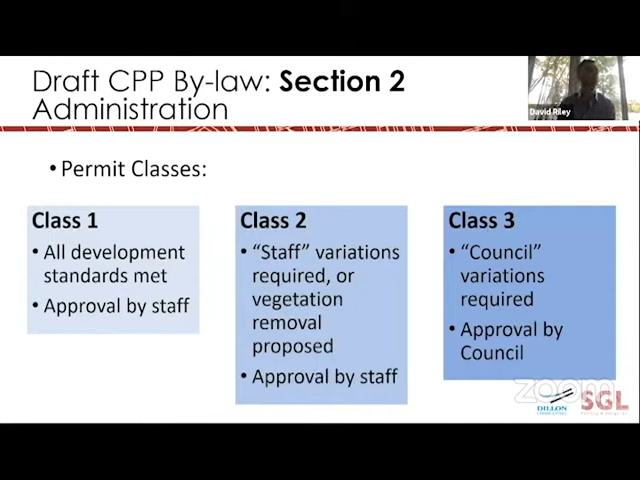 Draft CPP By-law: Section 2
Administration
David Riley
• Permit Classes:
Class 1
• All development
standards met
• Approval by staff
Class 2
• “Staff” variations
required, or
vegetation
removal
proposed
• Approval by staff
Class 3
• “Council”
variations
required
• Approval by
Council
zoom
DILLON
CONSULTING
SGL